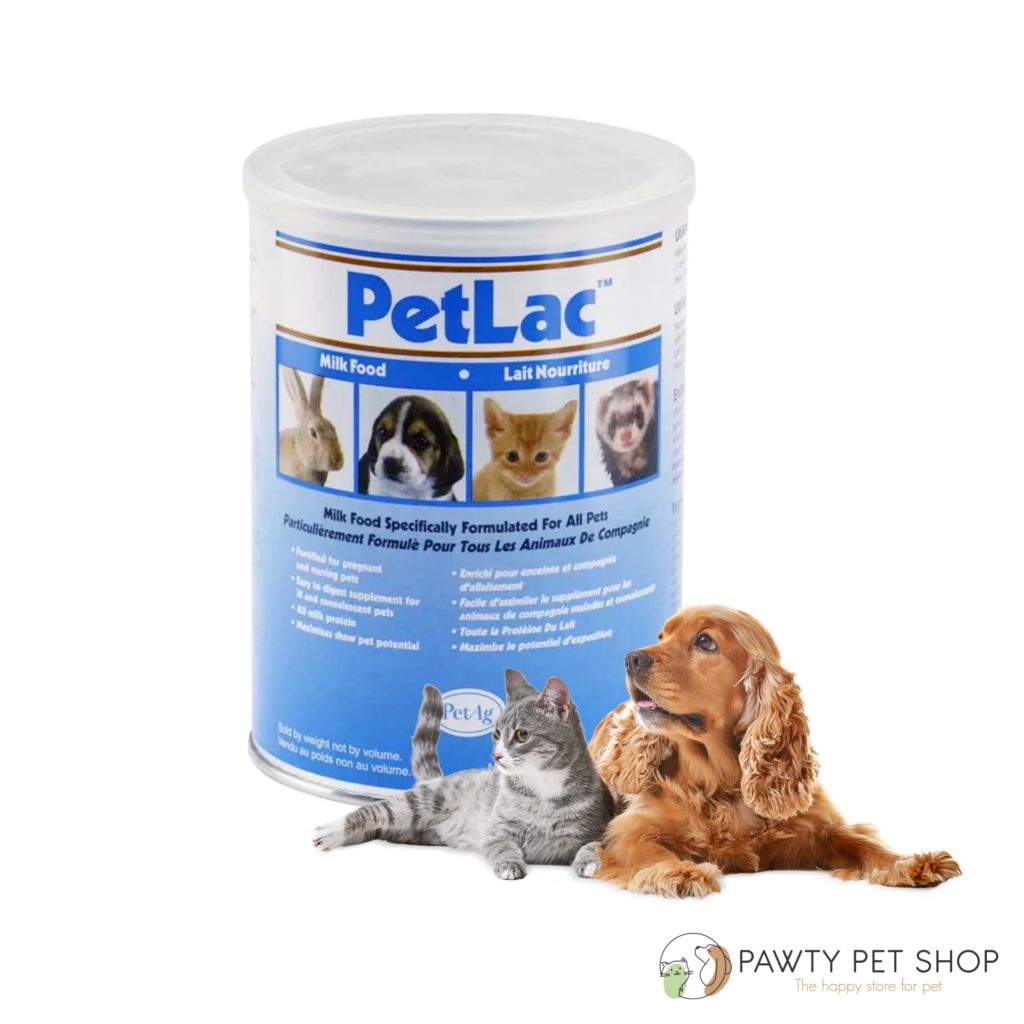 PetLac™
Milk Food • Lait Nourriture
Milk Food Specifically Formulated For All Pets
Particulièrement Formulè Pour Tous Les Animaux De Compagnie
• Fortified for pregnant
and nursing pets
• Easy to digest supplement for
ill and convalescent pets
• All milk protein
• Maximises show pet potential
• Enrichi pour enceinte et compagnie
d'allaitement
• Facile d'assimiler le supplément pour les
animaux de compagnie malades et convalescents
• Toute la Protèine Du Lait
• Maximise le potentiel d'exposition
PetAg
Sold by weight not by volume.
Vendu au poids non au volume.
PAWTY PET SHOP
The happy store for pet